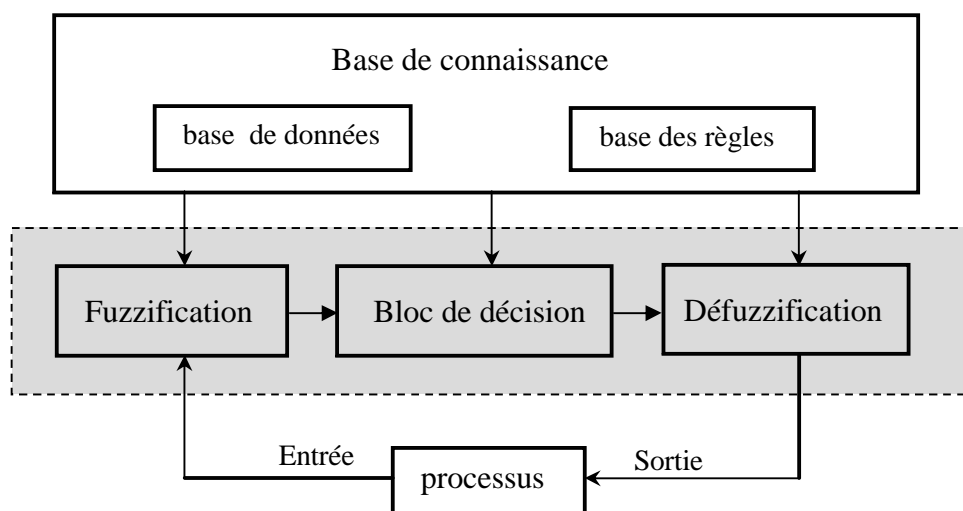 Base de connaissance
base de données
base des règles
Fuzzification
Bloc de décision
Défuzzification
Entrée
Sortie
processus